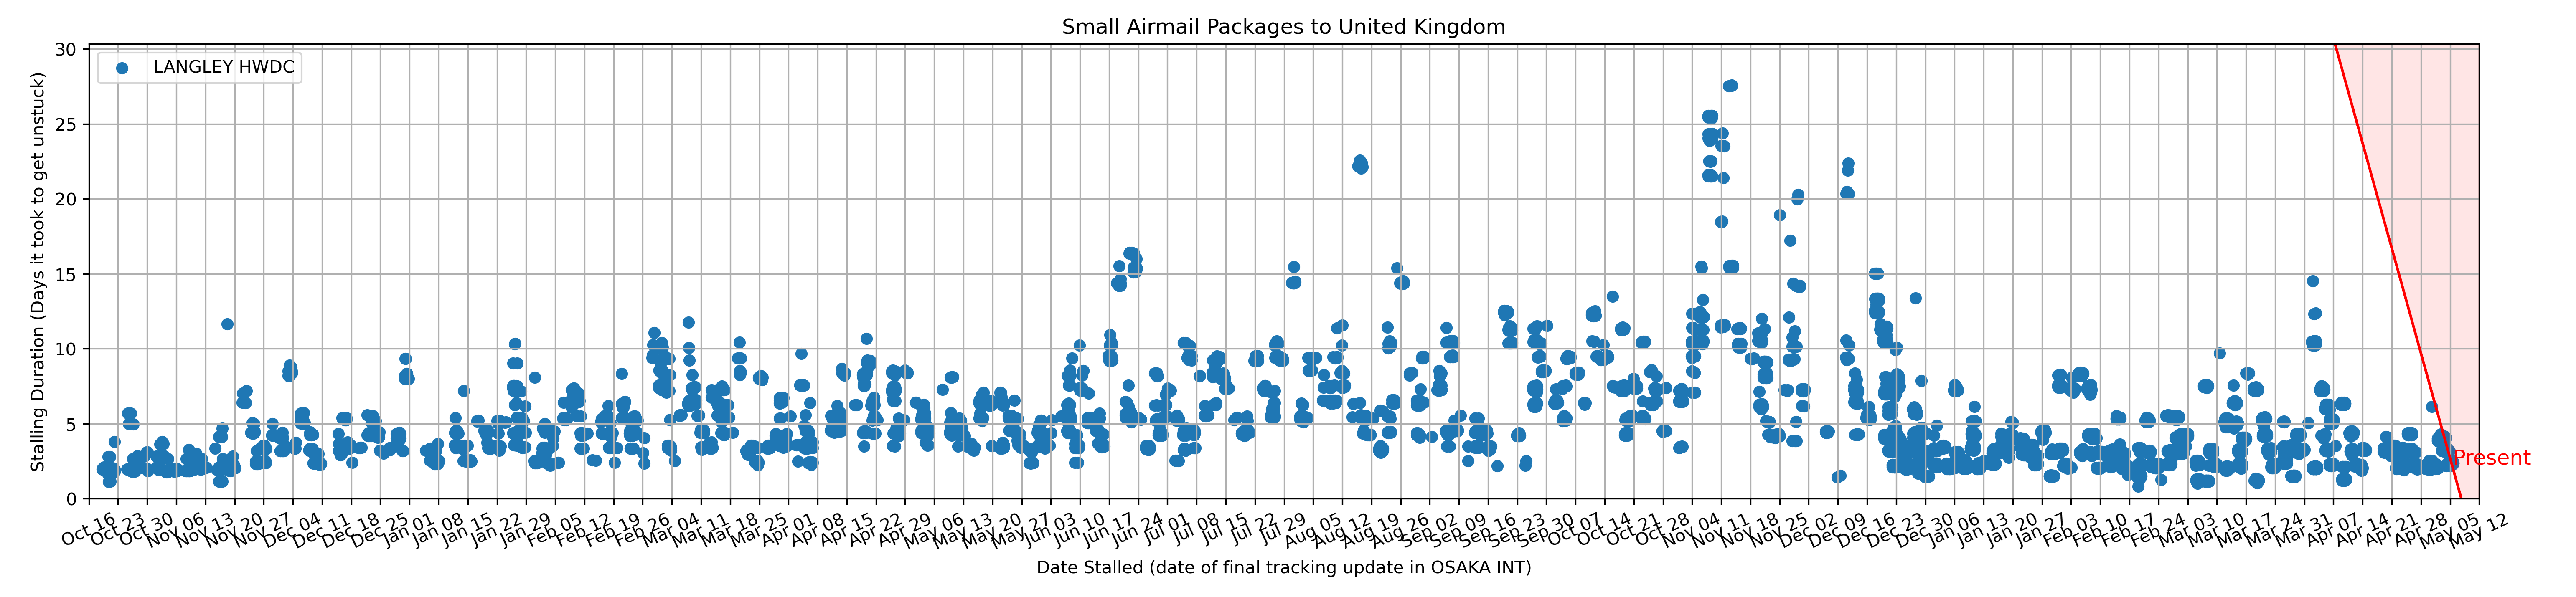 Small Airmail Packages to United Kingdom
LANGLEY HWDC
Stalling Duration (Days it took to get unstuck)
30
25
20
15
10
5
0
Present
Oct 16
Oct 23
Oct 30
Nov 06
Nov 13
Nov 20
Nov 27
Dec 04
Dec 11
Dec 18
Dec 25
Jan 01
Jan 08
Jan 15
Jan 22
Jan 29
Feb 05
Feb 12
Feb 19
Feb 26
Mar 04
Mar 11
Mar 18
Mar 25
Apr 01
Apr 08
Apr 15
Apr 22
Apr 29
May 06
May 13
May 20
May 27
Jun 03
Jun 10
Jun 17
Jun 24
Jul 01
Jul 08
Jul 15
Jul 22
Jul 29
Aug 05
Aug 12
Aug 19
Aug 26
Sep 02
Sep 09
Sep 16
Sep 23
Sep 30
Oct 07
Oct 14
Oct 21
Oct 28
Nov 04
Nov 11
Nov 18
Nov 25
Dec 02
Dec 09
Dec 16
Dec 23
Dec 30
Jan 06
Jan 13
Jan 20
Jan 27
Feb 03
Feb 10
Feb 17
Feb 24
Mar 03
Mar 10
Mar 17
Mar 24
Mar 31
Apr 07
Apr 14
Apr 21
Apr 28
May 05
May 12
Date Stalled (date of final tracking update in OSAKA INT)